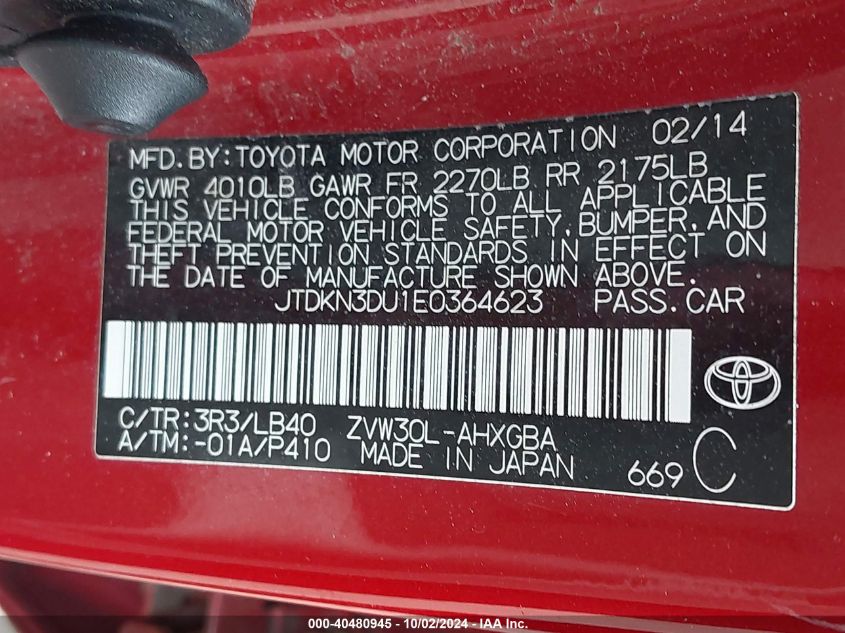 MFD. BY: TOYOTA MOTOR CORPORATION 02/14
GVWR 4010LB GAWR FR 2270LB RR 2175LB
THIS VEHICLE CONFORMS TO ALL APPLICABLE
FEDERAL MOTOR VEHICLE SAFETY, BUMPER, AND
THEFT PREVENTION STANDARDS IN EFFECT ON
THE DATE OF MANUFACTURE SHOWN ABOVE.
JTDKN3DU1E0364623 PASS. CAR
C/TR: 3R3/LB40 ZVW30L-AHXGBA
A/TM: -01A/P410 MADE IN JAPAN 669 C
000-40480945 - 10/02/2024 - IAA Inc.